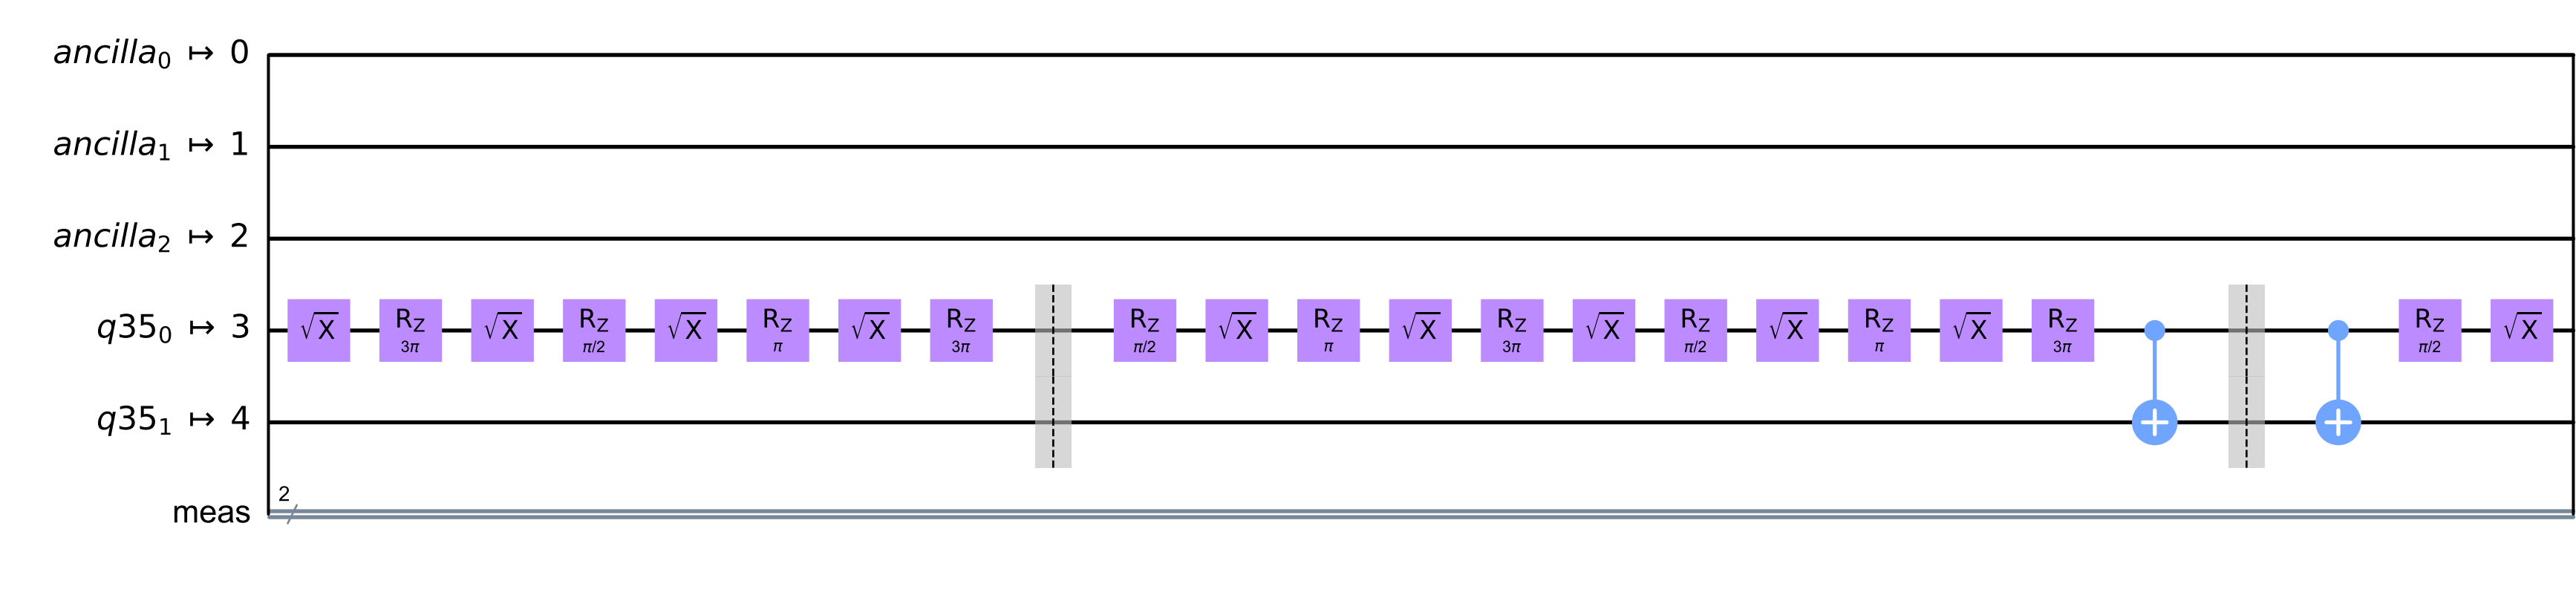 ancilla₀ ↦ 0
ancilla₁ ↦ 1
ancilla₂ ↦ 2
q35₀ ↦ 3 √X R_Z 3π √X R_Z π/2 √X R_Z π √X R_Z 3π R_Z π/2 √X R_Z π √X R_Z 3π √X R_Z π/2 √X R_Z π √X R_Z 3π R_Z π/2 √X
q35₁ ↦ 4
2
meas